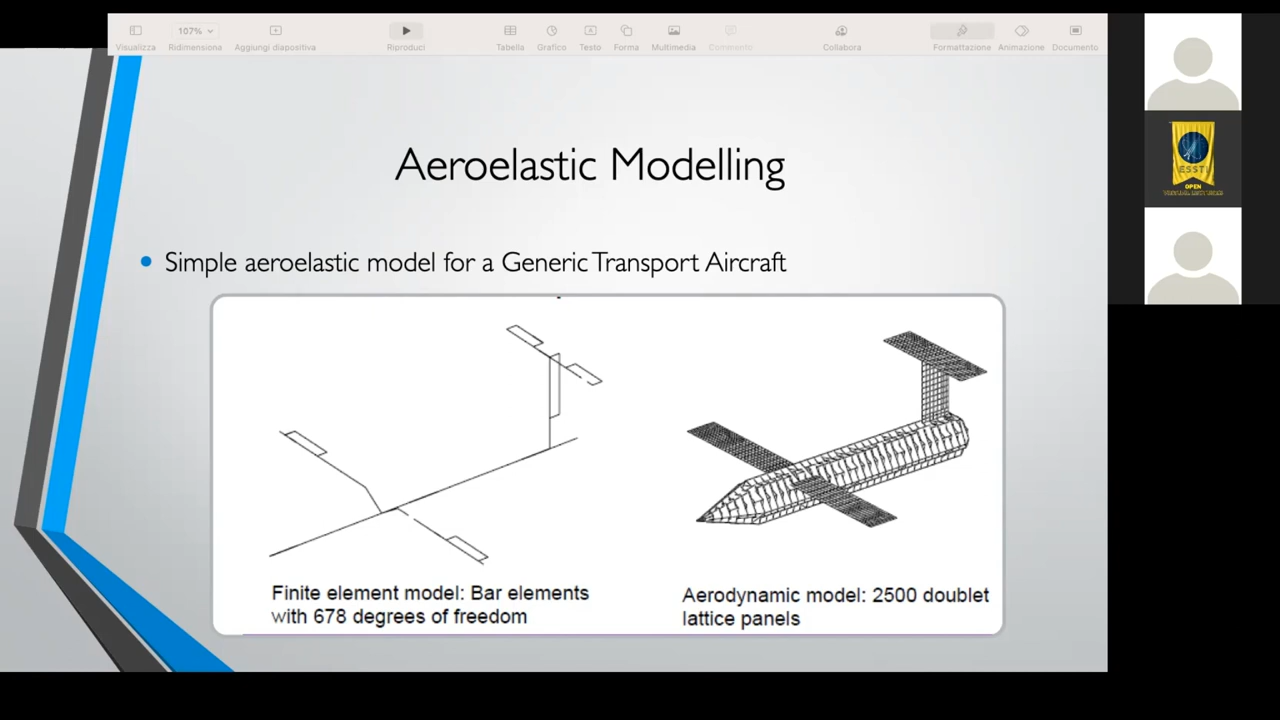 107%
Visualizza
Ridimensiona
Aggiungi diapositiva
Riproduci
Tabella
Grafico
Testo
Forma
Multimedia
Commento
Collabora
Formattazione
Animazione
Documento
Aeroelastic Modelling
Simple aeroelastic model for a Generic Transport Aircraft
Finite element model: Bar elements
with 678 degrees of freedom
Aerodynamic model: 2500 doublet
lattice panels
OPEN